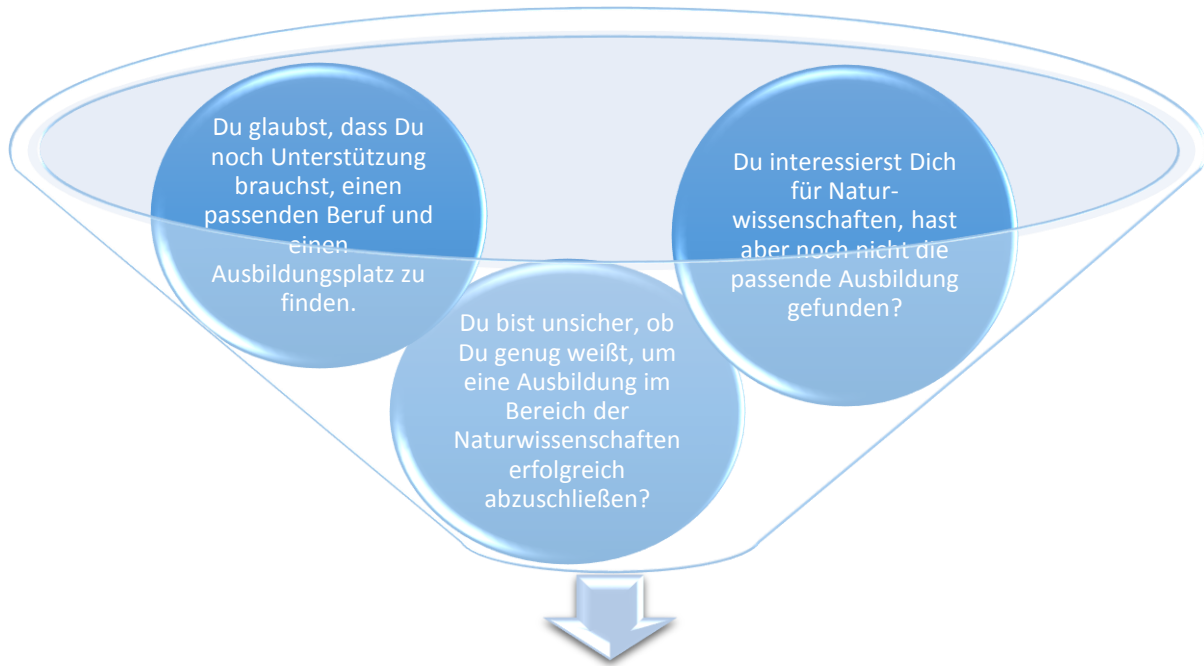 Du glaubst, dass Du
noch Unterstützung
brauchst, einen
passenden Beruf und
einen
Ausbildungsplatz zu
finden.
Du interessierst Dich
für Natur-
wissenschaften, hast
aber noch nicht die
passende Ausbildung
gefunden?
Du bist unsicher, ob
Du genug weißt, um
eine Ausbildung im
Bereich der
Naturwissenschaften
erfolgreich
abzuschließen?